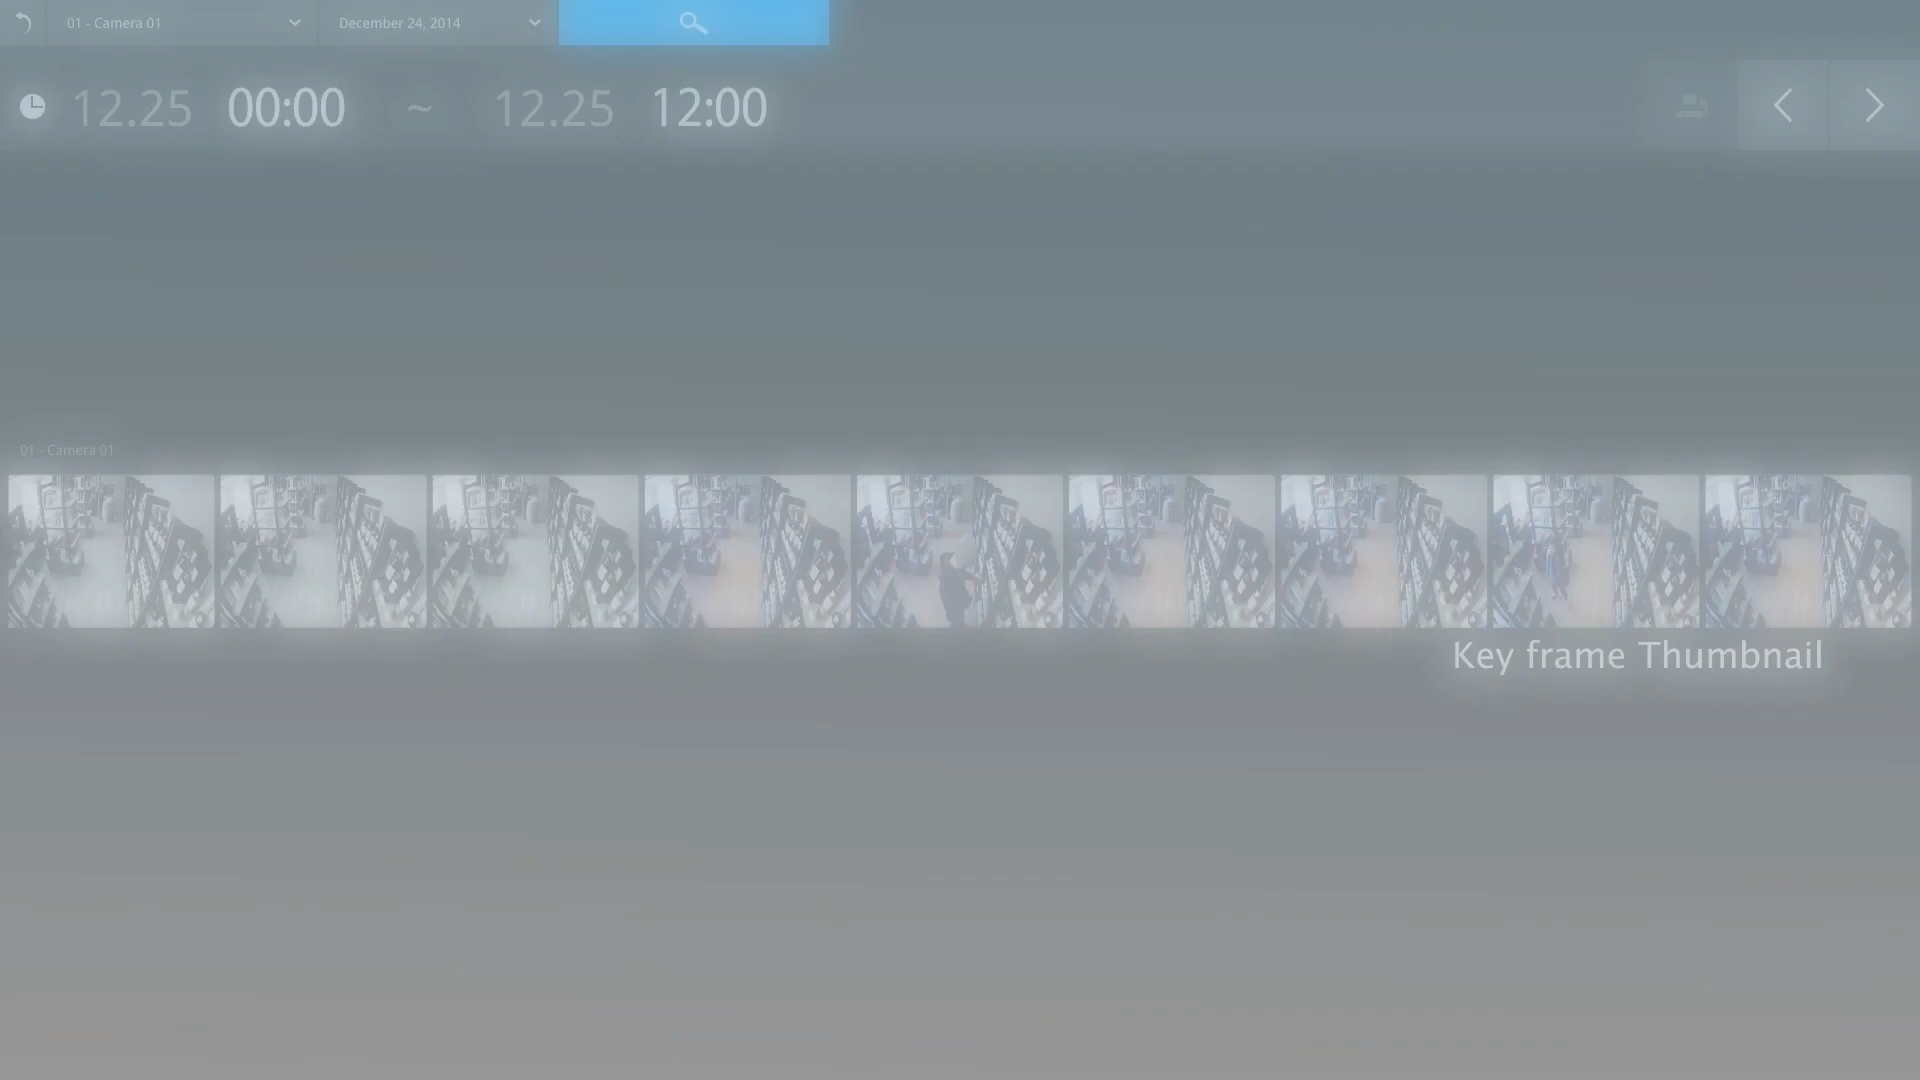 01 - Camera 01 December 24, 2014
12.25 00:00 ~ 12.25 12:00
01 - Camera 01
Key frame Thumbnail